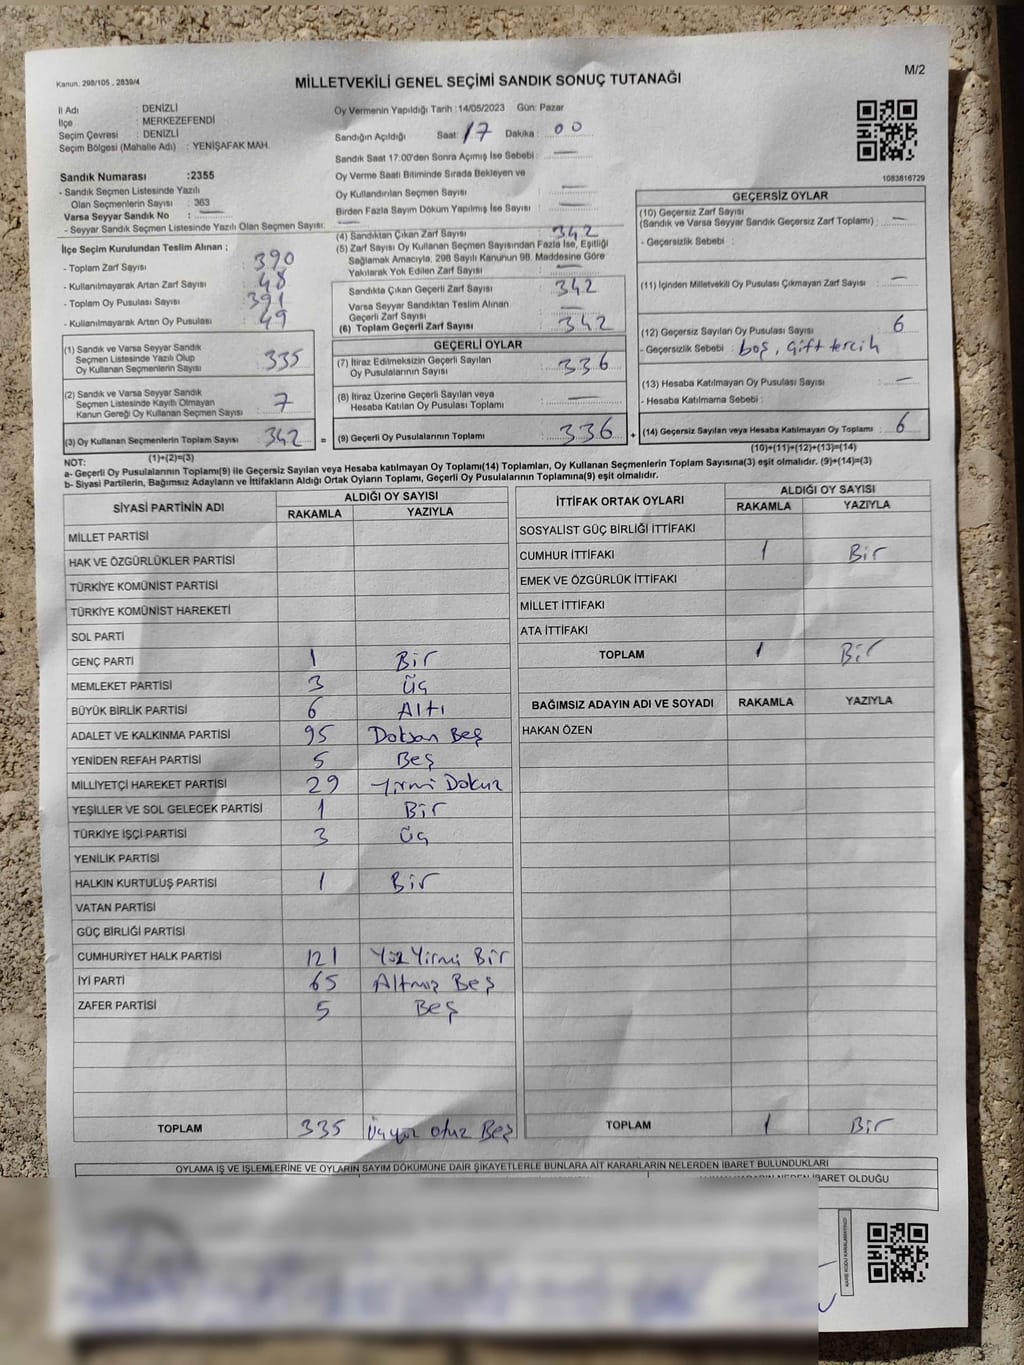 Kanun. 298/105 . 2839/4
MİLLETVEKİLİ GENEL SEÇİMİ SANDIK SONUÇ TUTANAĞI
M/2
İl Adı : DENİZLİ
İlçe : MERKEZEFENDİ
Seçim Çevresi : DENİZLİ
Seçim Bölgesi (Mahalle Adı) : YENİŞAFAK MAH.
Sandık Numarası :2355
- Sandık Seçmen Listesinde Yazılı
Olan Seçmenlerin Sayısı : 363
Varsa Seyyar Sandık No : —
- Seyyar Sandık Seçmen Listesinde Yazılı Olan Seçmen Sayısı: —
İlçe Seçim Kurulundan Teslim Alınan ;
- Toplam Zarf Sayısı : 390
- Kullanılmayarak Artan Zarf Sayısı : 48
- Toplam Oy Pusulası Sayısı : 391
- Kullanılmayarak Artan Oy Pusulası : 49
(1) Sandık ve Varsa Seyyar Sandık
Seçmen Listesinde Yazılı Olup
Oy Kullanan Seçmenlerin Sayısı : 335
(2) Sandık ve Varsa Seyyar Sandık
Seçmen Listesinde Kayıtlı Olmayan
Kanun Gereği Oy Kullanan Seçmen Sayısı : 7
(3) Oy Kullanan Seçmenlerin Toplam Sayısı : 342 =
(1)+(2)=(3)
Oy Vermenin Yapıldığı Tarih :14/05/2023 Gün: Pazar
Sandığın Açıldığı Saat: 17 Dakika : 00
Sandık Saat 17.00'den Sonra Açımış İse Sebebi : —
Oy Verme Saati Bitiminde Sırada Bekleyen ve
Oy Kullandırılan Seçmen Sayısı : —
Birden Fazla Sayım Döküm Yapılmış İse Sayısı : —
(4) Sandıktan Çıkan Zarf Sayısı : 342
(5) Zarf Sayısı Oy Kullanan Seçmen Sayısından Fazla İse, Eşitliği
Sağlamak Amacıyla, 298 Sayılı Kanunun 98. Maddesine Göre
Yakılarak Yok Edilen Zarf Sayısı : —
Sandıkta Çıkan Geçerli Zarf Sayısı : 342
Varsa Seyyar Sandıktan Teslim Alınan
Geçerli Zarf Sayısı : —
(6) Toplam Geçerli Zarf Sayısı : 342
GEÇERLİ OYLAR
(7) İtiraz Edilmeksizin Geçerli Sayılan
Oy Pusulalarının Sayısı : 336
(8) İtiraz Üzerine Geçerli Sayılan veya
Hesaba Katılan Oy Pusulası Toplamı : —
(9) Geçerli Oy Pusulalarının Toplamı : 336 +
1083816729
GEÇERSİZ OYLAR
(10) Geçersiz Zarf Sayısı
(Sandık ve Varsa Seyyar Sandık Geçersiz Zarf Toplamı) : —
- Geçersizlik Sebebi :
(11) İçinden Milletvekil Oy Pusulası Çıkmayan Zarf Sayısı : —
(12) Geçersiz Sayılan Oy Pusulası Sayısı : 6
- Geçersizlik Sebebi : boş, çift tercih
(13) Hesaba Katılmayan Oy Pusulası Sayısı : —
- Hesaba Katılmama Sebebi :
(14) Geçersiz Sayılan veya Hesaba Katılmayan Oy Toplamı : 6
(10)+(11)+(12)+(13)=(14)
NOT:
a- Geçerli Oy Pusulalarının Toplamı(9) ile Geçersiz Sayılan veya Hesaba katılmayan Oy Toplamı(14) Toplamları, Oy Kullanan Seçmenlerin Toplam Sayısına(3) eşit olmalıdır. (9)+(14)=(3)
b- Siyasi Partilerin, Bağımsız Adayların ve İttifakların Aldığı Oyların Toplamı, Geçerli Oy Pusulalarının Toplamına(9) eşit olmalıdır.
SİYASİ PARTİNİN ADI ALDIĞI OY SAYISI
RAKAMLA YAZIYLA
MİLLET PARTİSİ
HAK VE ÖZGÜRLÜKLER PARTİSİ
TÜRKİYE KOMÜNİST PARTİSİ
TÜRKİYE KOMÜNİST HAREKETİ
SOL PARTİ
GENÇ PARTİ 1 Bir
MEMLEKET PARTİSİ 3 Üç
BÜYÜK BİRLİK PARTİSİ 6 Altı
ADALET VE KALKINMA PARTİSİ 95 Doksan Beş
YENİDEN REFAH PARTİSİ 5 Beş
MİLLİYETÇİ HAREKET PARTİSİ 29 Yirmi Dokuz
YEŞİLLER VE SOL GELECEK PARTİSİ 1 Bir
TÜRKİYE İŞÇİ PARTİSİ 3 Üç
YENİLİK PARTİSİ
HALKIN KURTULUŞ PARTİSİ 1 Bir
VATAN PARTİSİ
GÜÇ BİRLİĞİ PARTİSİ
CUMHURİYET HALK PARTİSİ 121 Yüz Yirmi Bir
İYİ PARTİ 65 Altmış Beş
ZAFER PARTİSİ 5 Beş
TOPLAM 335 Üçyüz Otuz Beş
İTTİFAK ORTAK OYLARI ALDIĞI OY SAYISI
RAKAMLA YAZIYLA
SOSYALİST GÜÇ BİRLİĞİ İTTİFAKI
CUMHUR İTTİFAKI 1 Bir
EMEK VE ÖZGÜRLÜK İTTİFAKI
MİLLET İTTİFAKI
ATA İTTİFAKI
TOPLAM 1 Bir
BAĞIMSIZ ADAYIN ADI VE SOYADI RAKAMLA YAZIYLA
HAKAN ÖZEN
TOPLAM 1 Bir
OYLAMA İŞ VE İŞLEMLERİNE VE OYLARIN SAYIM DÖKÜMÜNE DAİR ŞİKAYETLERLE BUNLARA AİT KARARLARIN NELERDEN İBARET BULUNDUKLARI
NEDEN İBARET OLDUĞU